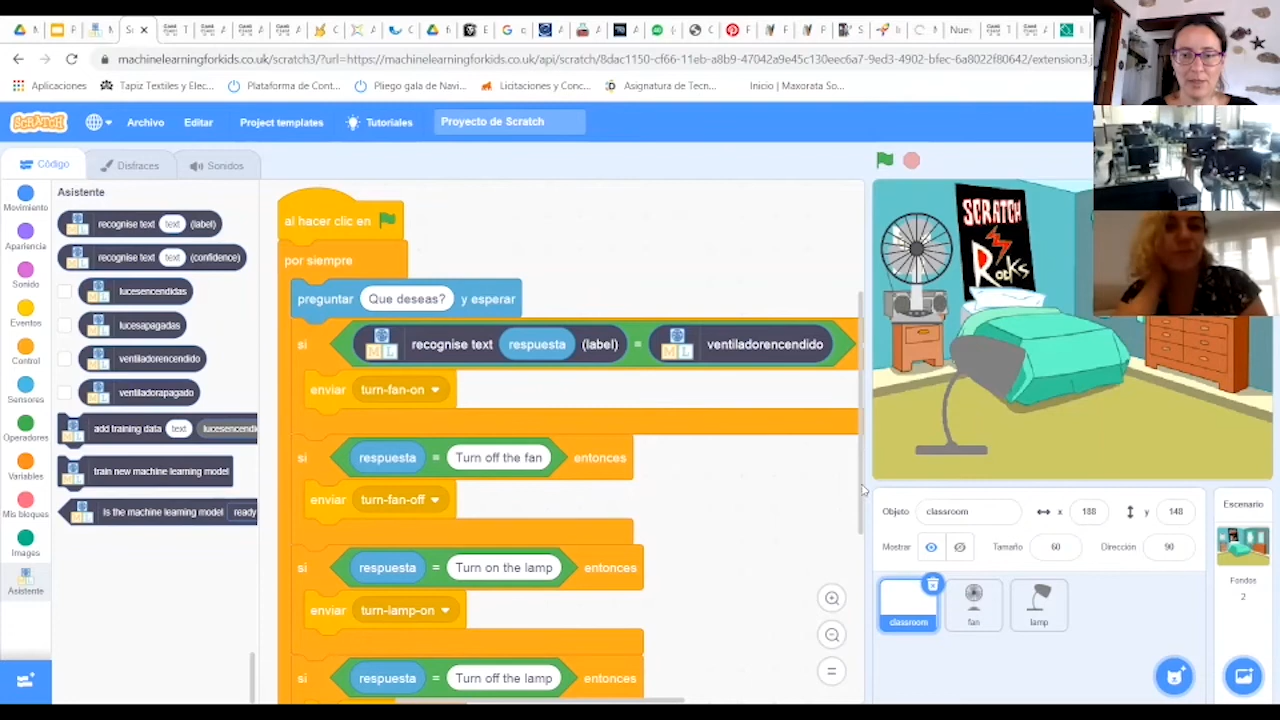 Nuev
machinelearningforkids.co.uk/scratch3/?url=https://machinelearningforkids.co.uk/api/scratch/8dac1150-cf66-11eb-a8b9-47042a9e45c130eec6a7-9ed3-4902-bfec-6a8022f80642/extension3.j
Aplicaciones
Tapiz Textiles y Elec...
Plataforma de Cont...
Pliego gala de Navi...
Licitaciones y Conc...
Asignatura de Tecn...
Inicio | Maxorata So...
SCRATCH
Archivo
Editar
Project templates
Tutoriales
Proyecto de Scratch
Código
Disfraces
Sonidos
Movimiento
Apariencia
Sonido
Eventos
Control
Sensores
Operadores
Variables
Mis bloques
Images
Asistente
Asistente
recognise text text (label)
recognise text text (confidence)
lucesencendidas
lucesapagadas
ventiladorencendido
ventiladorapagado
add training data text lucesencendi
train new machine learning model
Is the machine learning model ready
al hacer clic en
por siempre
preguntar Que deseas? y esperar
si recognise text respuesta (label) = ventiladorencendido
enviar turn-fan-on
si respuesta = Turn off the fan entonces
enviar turn-fan-off
si respuesta = Turn on the lamp entonces
enviar turn-lamp-on
si respuesta = Turn off the lamp entonces
SCRATCH
Rocks
Objeto classroom x 188 y 148
Mostrar Tamaño 60 Dirección 90
classroom
fan
lamp
Escenario
Fondos
2